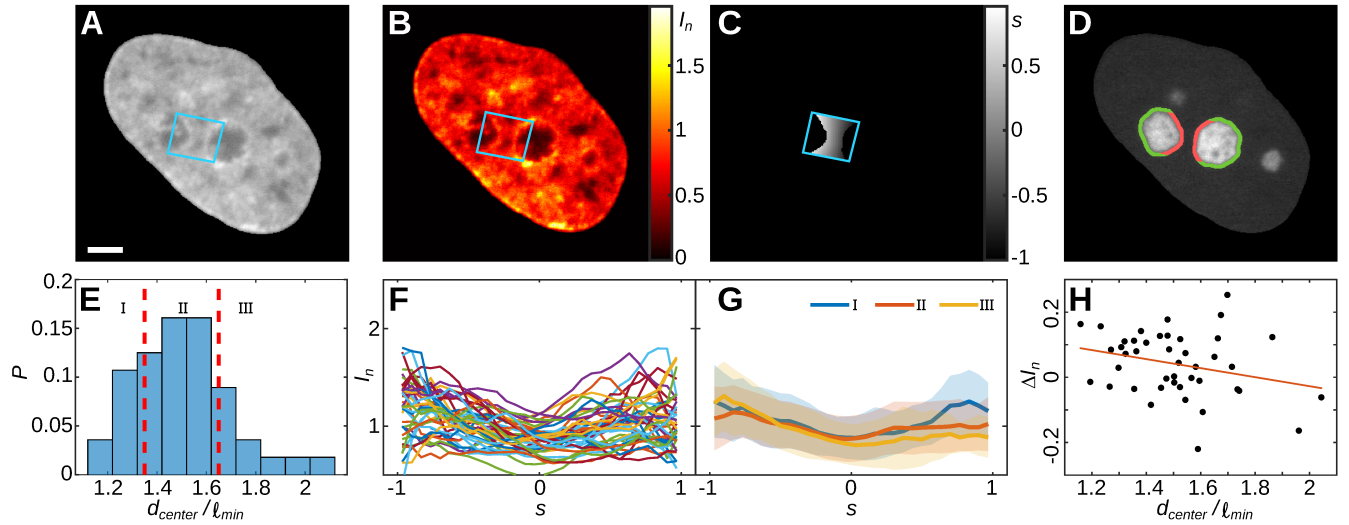 A
B
I_n
1.5
1
0.5
0
C
s
0.5
0
-0.5
-1
D
E
0.2
0.15
0.1
0.05
0
P
I
II
III
1.2
1.4
1.6
1.8
2
d_center / ℓ_min
F
2
1
I_n
-1
0
1
s
G
I
II
III
-1
0
1
s
H
0.2
0
-0.2
ΔI_n
1.2
1.4
1.6
1.8
2
d_center / ℓ_min